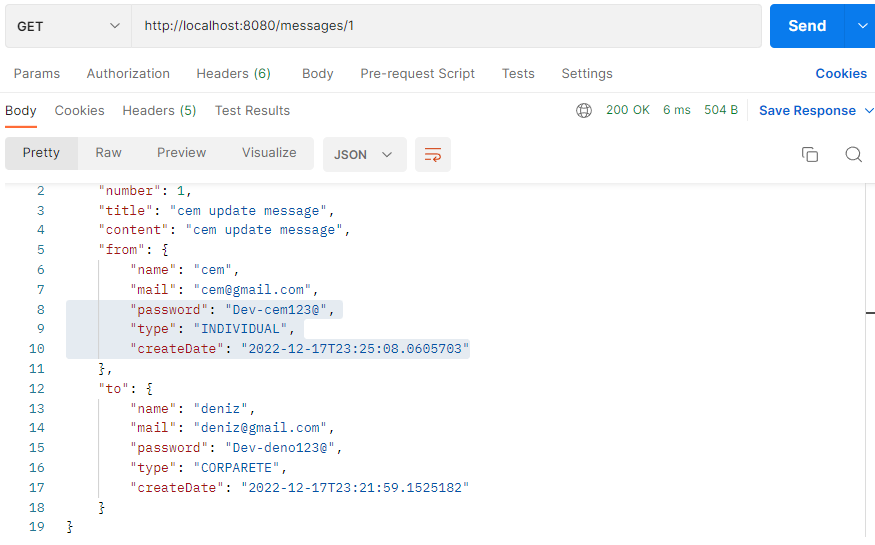 GET http://localhost:8080/messages/1 Send
Params Authorization Headers (6) Body Pre-request Script Tests Settings Cookies
Body Cookies Headers (5) Test Results 200 OK 6 ms 504 B Save Response
Pretty Raw Preview Visualize JSON
2 "number": 1,
3 "title": "cem update message",
4 "content": "cem update message",
5 "from": {
6 "name": "cem",
7 "mail": "cem@gmail.com",
8 "password": "Dev-cem123@",
9 "type": "INDIVIDUAL",
10 "createDate": "2022-12-17T23:25:08.0605703"
11 },
12 "to": {
13 "name": "deniz",
14 "mail": "deniz@gmail.com",
15 "password": "Dev-deno123@",
16 "type": "CORPARETE",
17 "createDate": "2022-12-17T23:21:59.1525182"
18 }
19 }